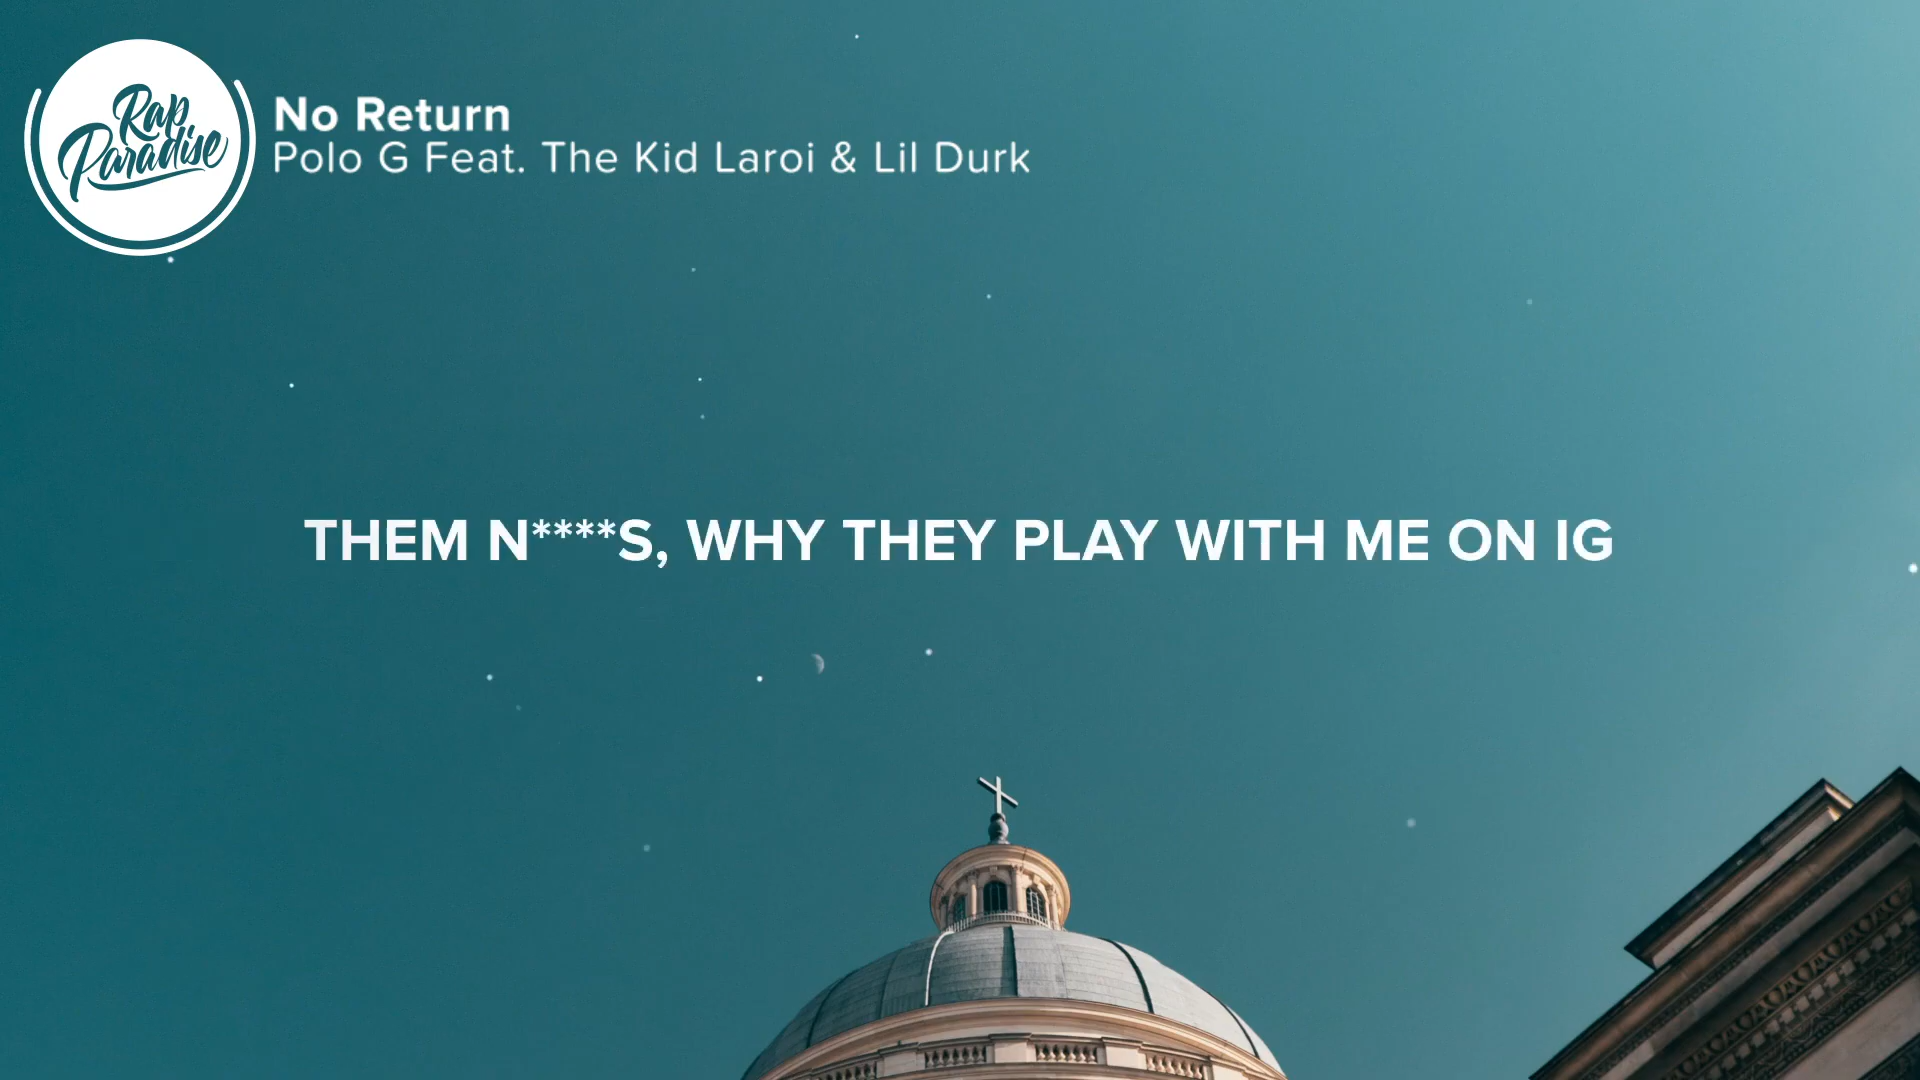 Rap
Paradise
No Return
Polo G Feat. The Kid Laroi & Lil Durk
THEM N****S, WHY THEY PLAY WITH ME ON IG